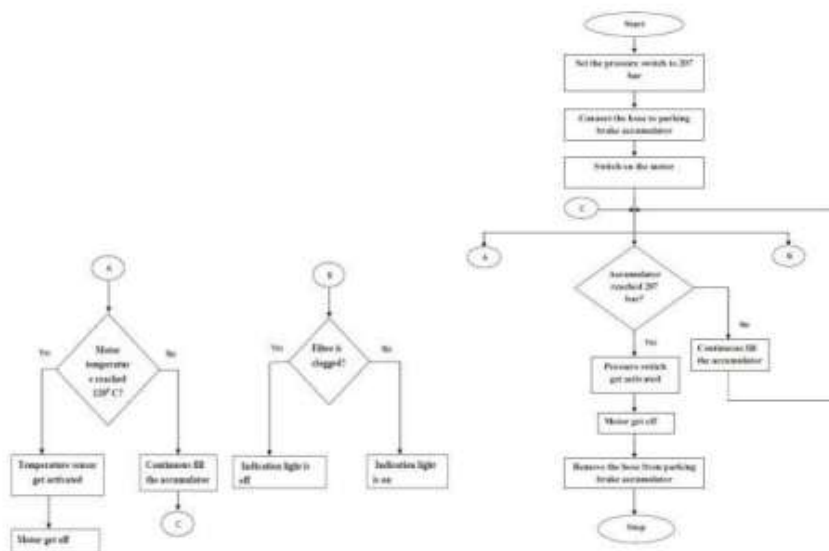 Start
Set the pressure switch to 207
bar
Connect the hose to parking
brake accumulator
Switch on the motor
C
A
B
Accumulator
reached 207
bar?
No
Yes
Continuous fill
the accumulator
Pressure switch
get activated
Motor get off
Remove the hose from parking
brake accumulator
Stop
A
Yes
Motor
temperatur
e reached
120⁰ C?
No
Temperature sensor
get activated
Continuous fill
the accumulator
Motor get off
C
B
Yes
Filter is
clogged?
No
Indication light is
off
Indication light
is on